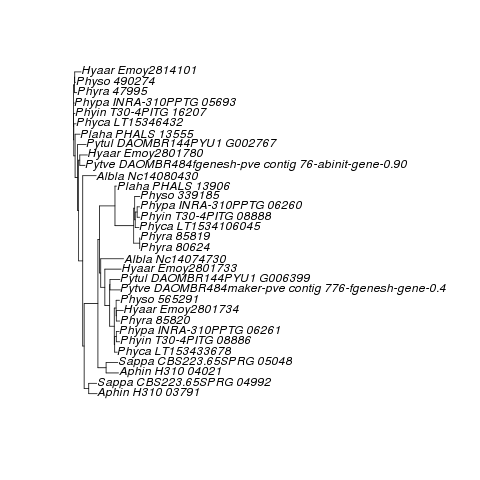 Hyaar Emoy2814101
Physo 490274
Phyra 47995
Phypa INRA-310PPTG 05693
Phyin T30-4PITG 16207
Phyca LT15346432
Plaha PHALS 13555
Pytul DAOMBR144PYU1 G002767
Hyaar Emoy2801780
Pytve DAOMBR484fgenesh-pve contig 76-abinit-gene-0.90
Albla Nc14080430
Plaha PHALS 13906
Physo 339185
Phypa INRA-310PPTG 06260
Phyin T30-4PITG 08888
Phyca LT1534106045
Phyra 85819
Phyra 80624
Albla Nc14074730
Hyaar Emoy2801733
Pytul DAOMBR144PYU1 G006399
Pytve DAOMBR484maker-pve contig 776-fgenesh-gene-0.4
Physo 565291
Hyaar Emoy2801734
Phyra 85820
Phypa INRA-310PPTG 06261
Phyin T30-4PITG 08886
Phyca LT153433678
Sappa CBS223.65SPRG 05048
Aphin H310 04021
Sappa CBS223.65SPRG 04992
Aphin H310 03791